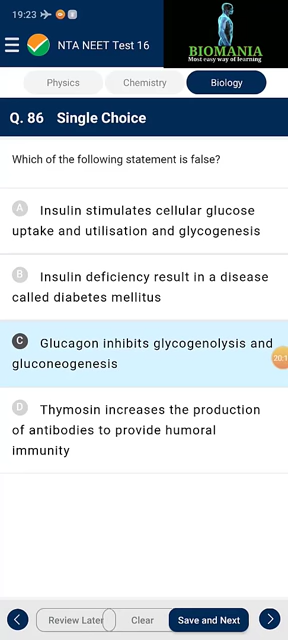 19:23
NTA NEET Test 16
BIOMANIA
Most easy way of learning
Physics
Chemistry
Biology
Q. 86 Single Choice
Which of the following statement is false?
A Insulin stimulates cellular glucose
uptake and utilisation and glycogenesis
B Insulin deficiency result in a disease
called diabetes mellitus
C Glucagon inhibits glycogenolysis and
gluconeogenesis
D Thymosin increases the production
of antibodies to provide humoral
immunity
Review Later
Clear
Save and Next